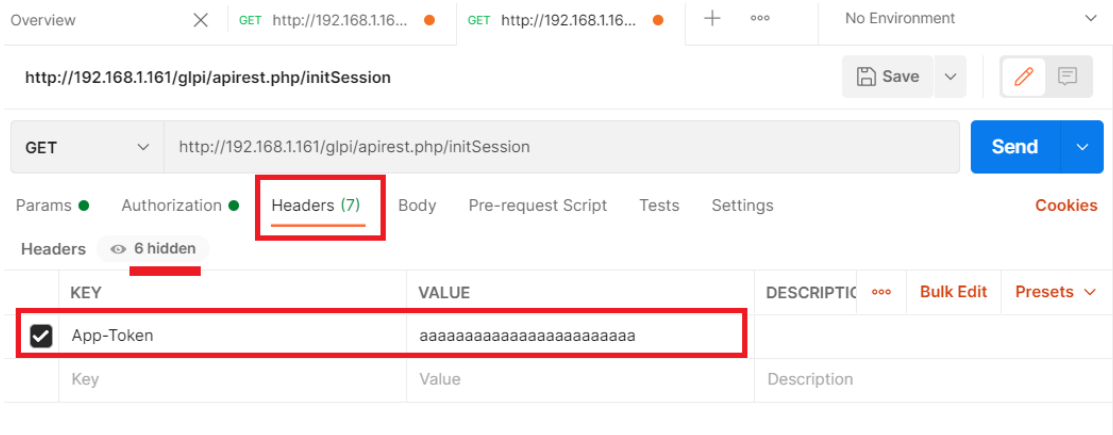 Overview GET http://192.168.1.16... GET http://192.168.1.16... No Environment
http://192.168.1.161/glpi/apirest.php/initSession Save
GET http://192.168.1.161/glpi/apirest.php/initSession Send
Params Authorization Headers (7) Body Pre-request Script Tests Settings Cookies
Headers 6 hidden
KEY VALUE DESCRIPTIC Bulk Edit Presets
App-Token aaaaaaaaaaaaaaaaaaaaaaaa
Key Value Description